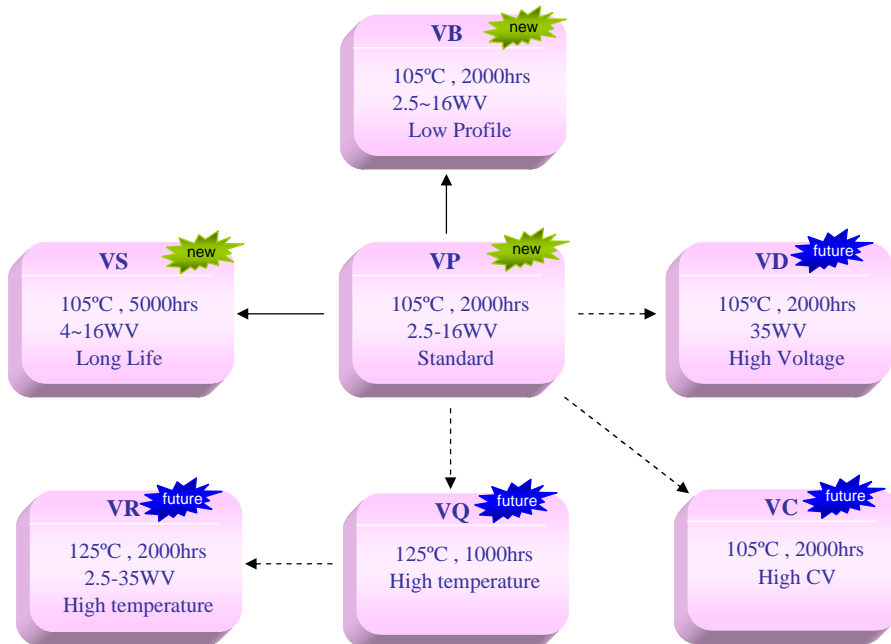 VB
new
105ºC , 2000hrs
2.5~16WV
Low Profile
VS
new
105ºC , 5000hrs
4~16WV
Long Life
VP
new
105ºC , 2000hrs
2.5-16WV
Standard
VD
future
105ºC , 2000hrs
35WV
High Voltage
VR
future
125ºC , 2000hrs
2.5-35WV
High temperature
VQ
future
125ºC , 1000hrs
High temperature
VC
future
105ºC , 2000hrs
High CV